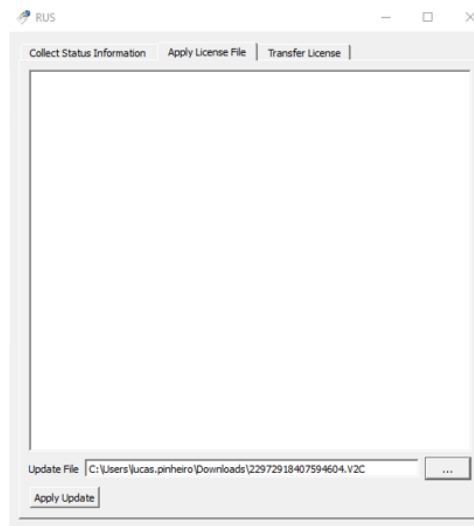 RUS
Collect Status Information Apply License File Transfer License
Update File C:\Users\lucas.pinheiro\Downloads\22972918407594604.V2C ...
Apply Update